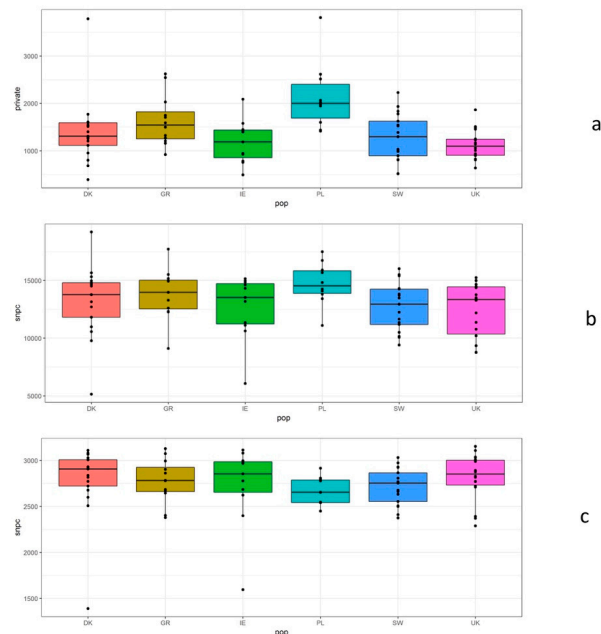 private
3000
2000
1000
DK GR IE PL SW UK
pop
a
snpc
15000
10000
5000
DK GR IE PL SW UK
pop
b
snpc
3000
2500
2000
1500
DK GR IE PL SW UK
pop
c